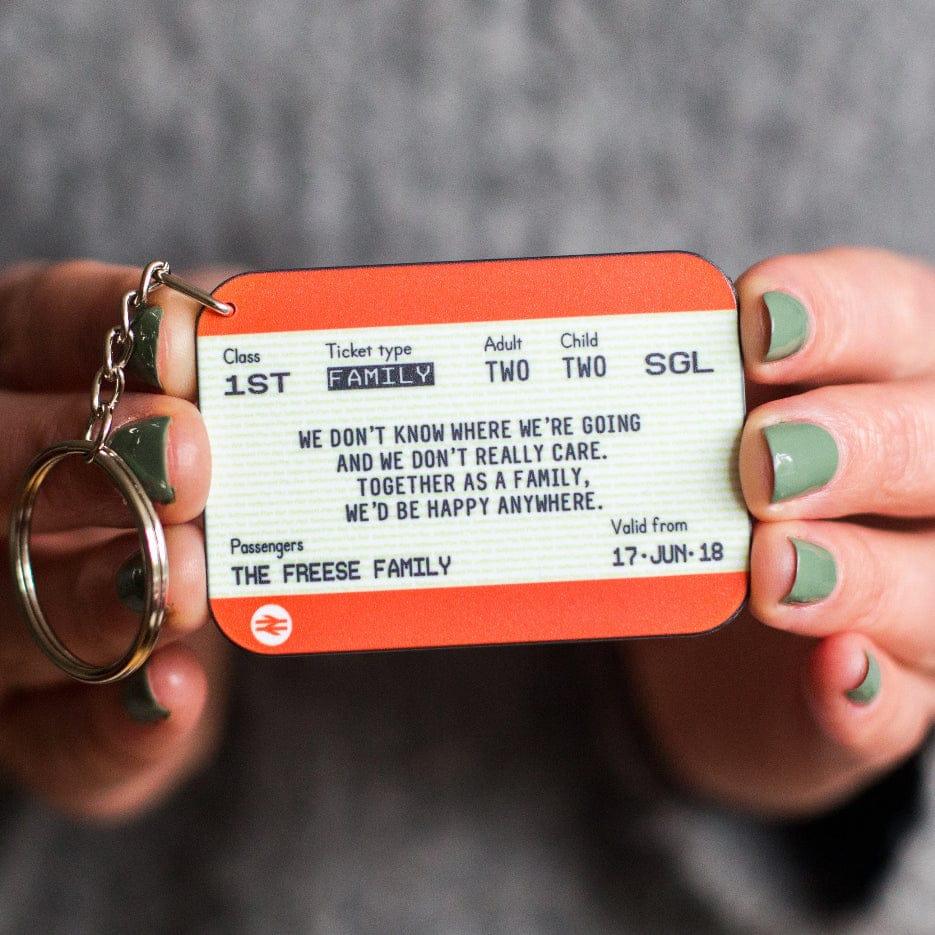 Class Ticket type Adult Child
1ST FAMILY TWO TWO SGL
WE DON'T KNOW WHERE WE'RE GOING
AND WE DON'T REALLY CARE.
TOGETHER AS A FAMILY,
WE'D BE HAPPY ANYWHERE.
Passengers Valid from
THE FREESE FAMILY 17·JUN·18